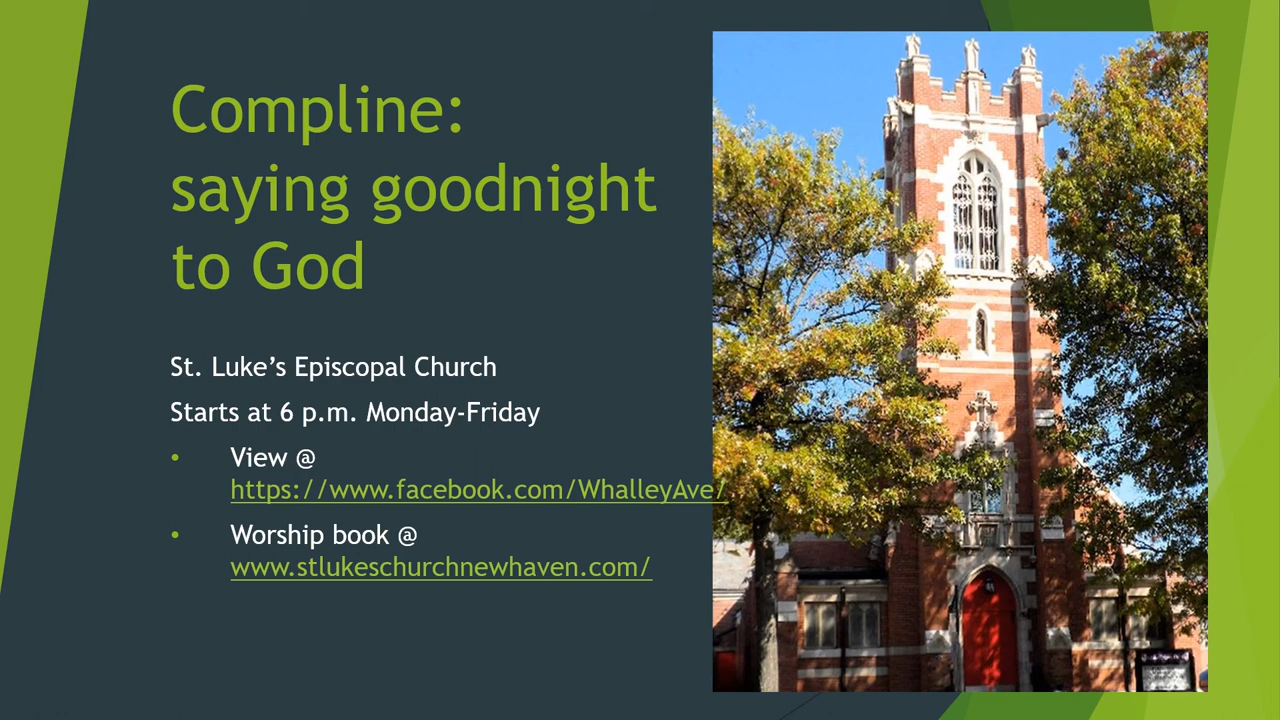 Compline:
saying goodnight
to God
St. Luke’s Episcopal Church
Starts at 6 p.m. Monday-Friday
• View @
https://www.facebook.com/WhalleyAve/
• Worship book @
www.stlukeschurchnewhaven.com/